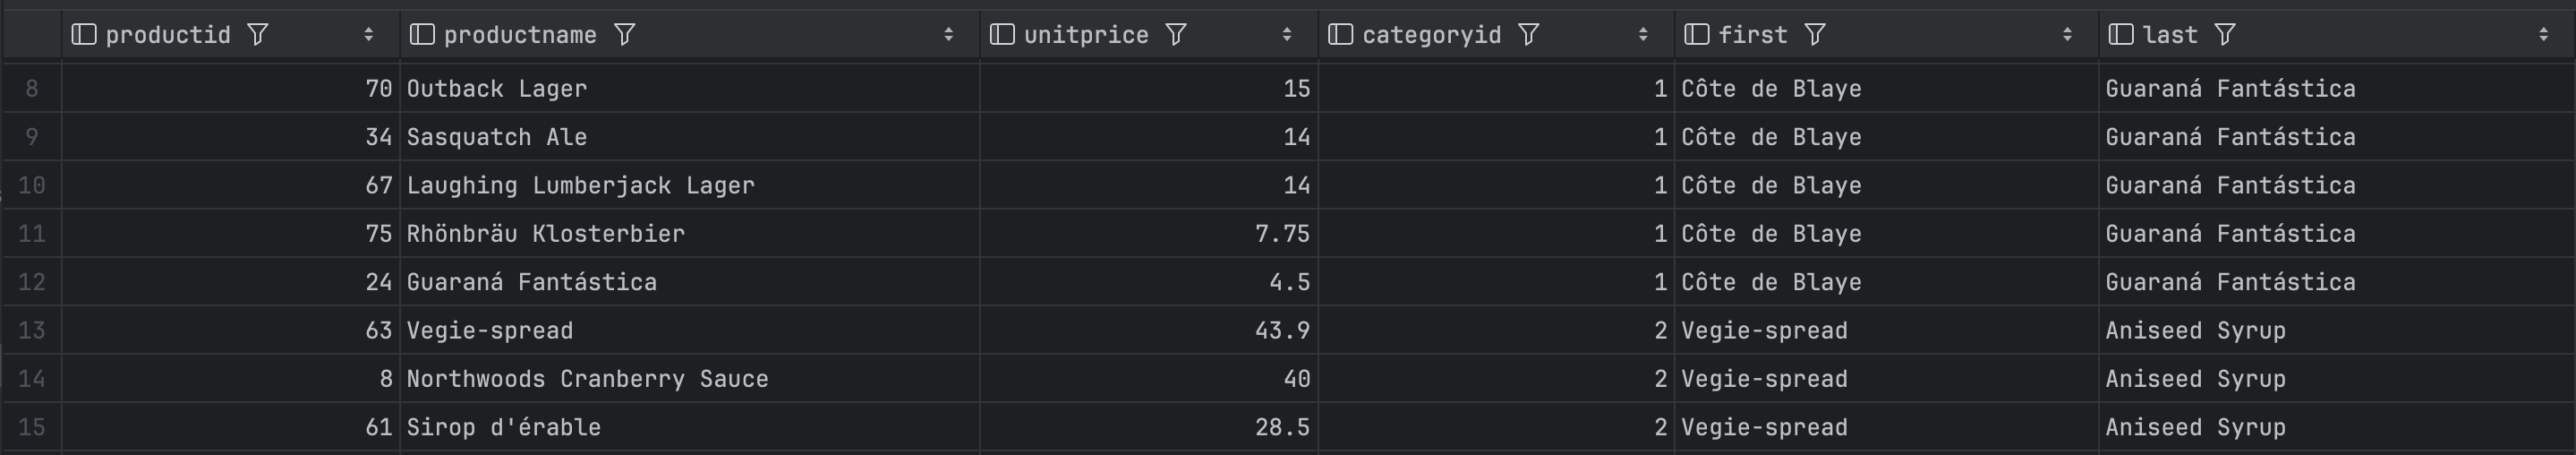 productid productname unitprice categoryid first last
8 70 Outback Lager 15 1 Côte de Blaye Guaraná Fantástica
9 34 Sasquatch Ale 14 1 Côte de Blaye Guaraná Fantástica
10 67 Laughing Lumberjack Lager 14 1 Côte de Blaye Guaraná Fantástica
11 75 Rhönbräu Klosterbier 7.75 1 Côte de Blaye Guaraná Fantástica
12 24 Guaraná Fantástica 4.5 1 Côte de Blaye Guaraná Fantástica
13 63 Vegie-spread 43.9 2 Vegie-spread Aniseed Syrup
14 8 Northwoods Cranberry Sauce 40 2 Vegie-spread Aniseed Syrup
15 61 Sirop d'érable 28.5 2 Vegie-spread Aniseed Syrup